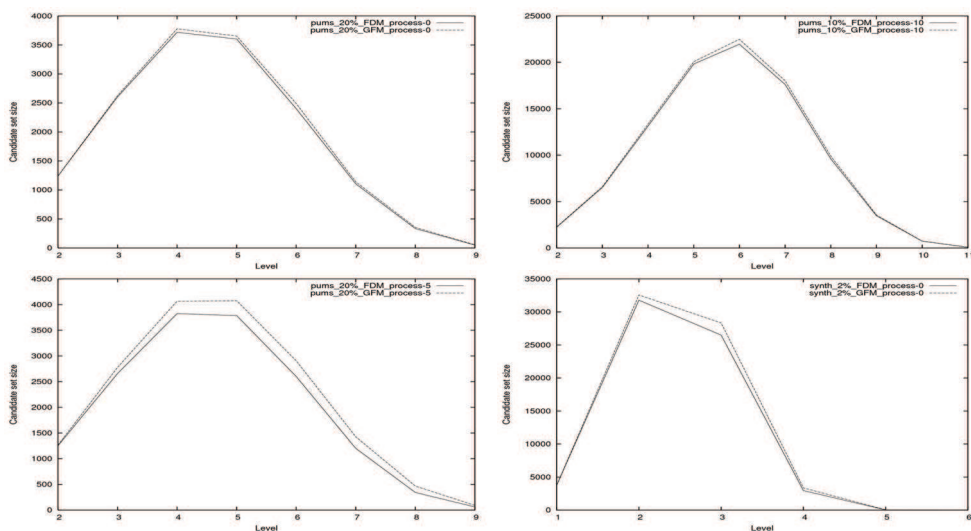 4000
3500
3000
2500
2000
1500
1000
500
0
Candidate set size
pums_20%_FDM_process-0
pums_20%_GFM_process-0
2 3 4 5 6 7 8 9
Level
25000
20000
15000
10000
5000
0
Candidate set size
pums_10%_FDM_process-10
pums_10%_GFM_process-10
2 3 4 5 6 7 8 9 10 11
Level
4500
4000
3500
3000
2500
2000
1500
1000
500
0
Candidate set size
pums_20%_FDM_process-5
pums_20%_GFM_process-5
2 3 4 5 6 7 8 9
Level
35000
30000
25000
20000
15000
10000
5000
0
Candidate set size
synth_2%_FDM_process-0
synth_2%_GFM_process-0
1 2 3 4 5 6
Level